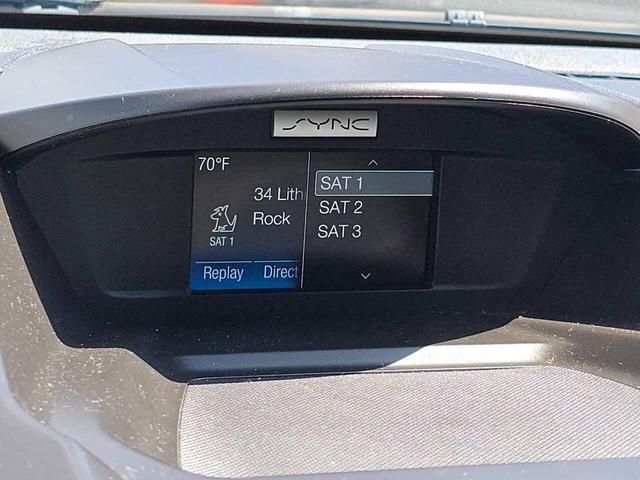 SYNC
70°F
34 Lith
Rock
SAT 1
Replay Direct
SAT 1
SAT 2
SAT 3